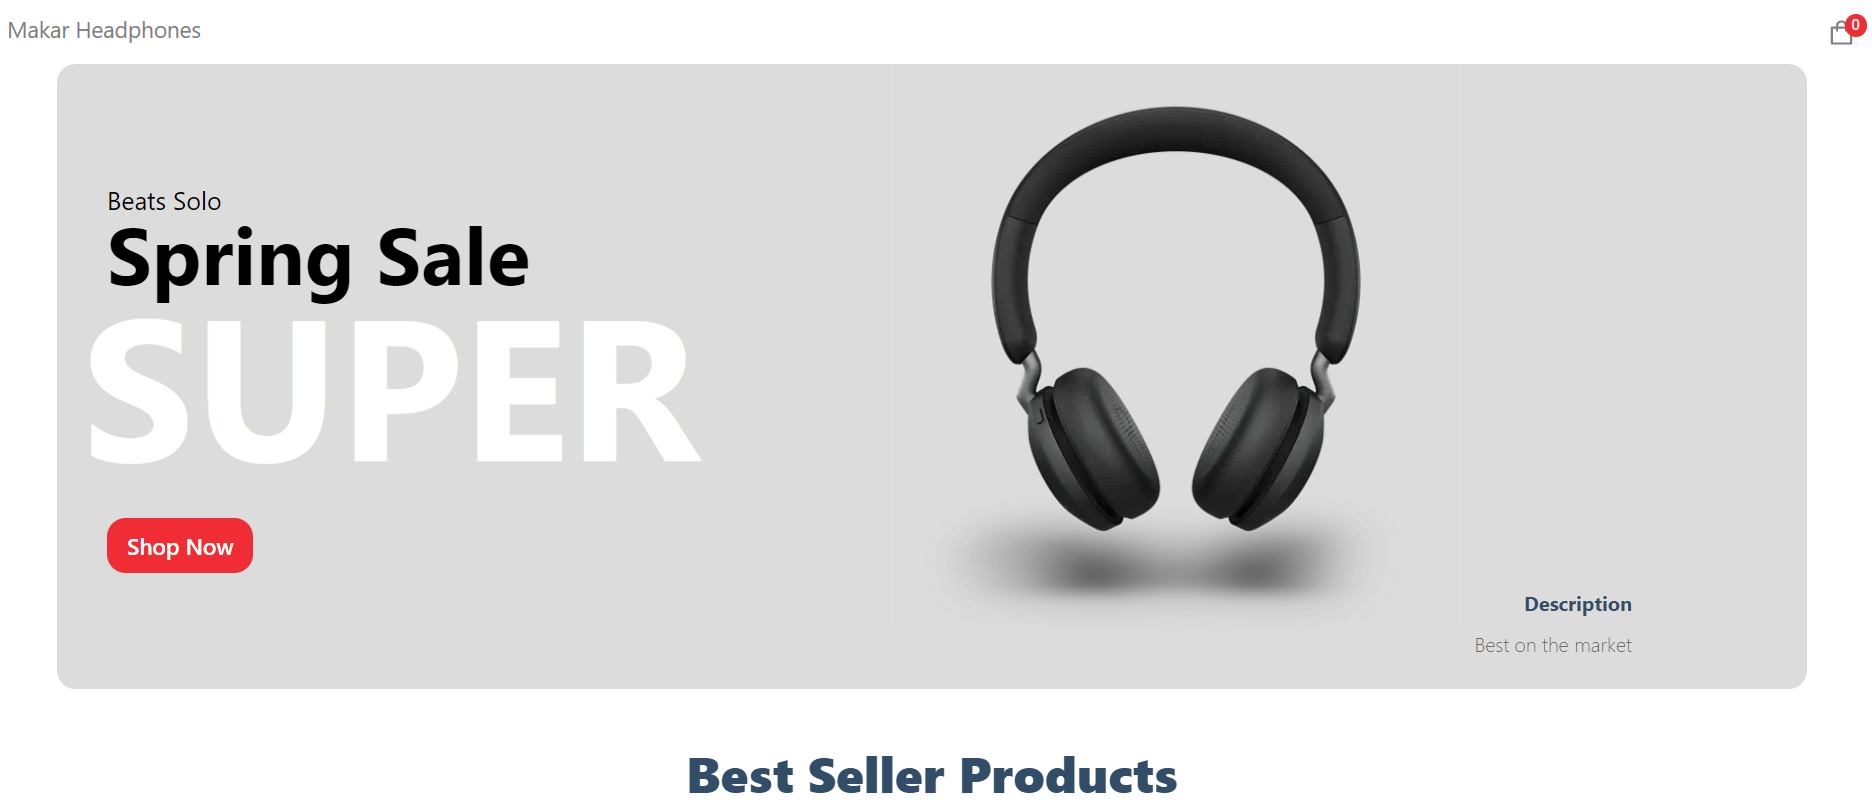 Makar Headphones
0
Beats Solo
Spring Sale
SUPER
Shop Now
Description
Best on the market
Best Seller Products